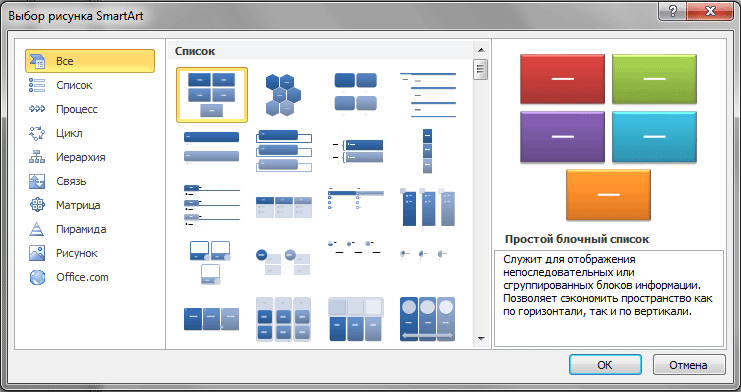 Выбор рисунка SmartArt
Все
Список
Процесс
Цикл
Иерархия
Связь
Матрица
Пирамида
Рисунок
Office.com
Список
Простой блочный список
Служит для отображения
непоследовательных или
сгруппированных блоков информации.
Позволяет сэкономить пространство как
по горизонтали, так и по вертикали.
ОК
Отмена